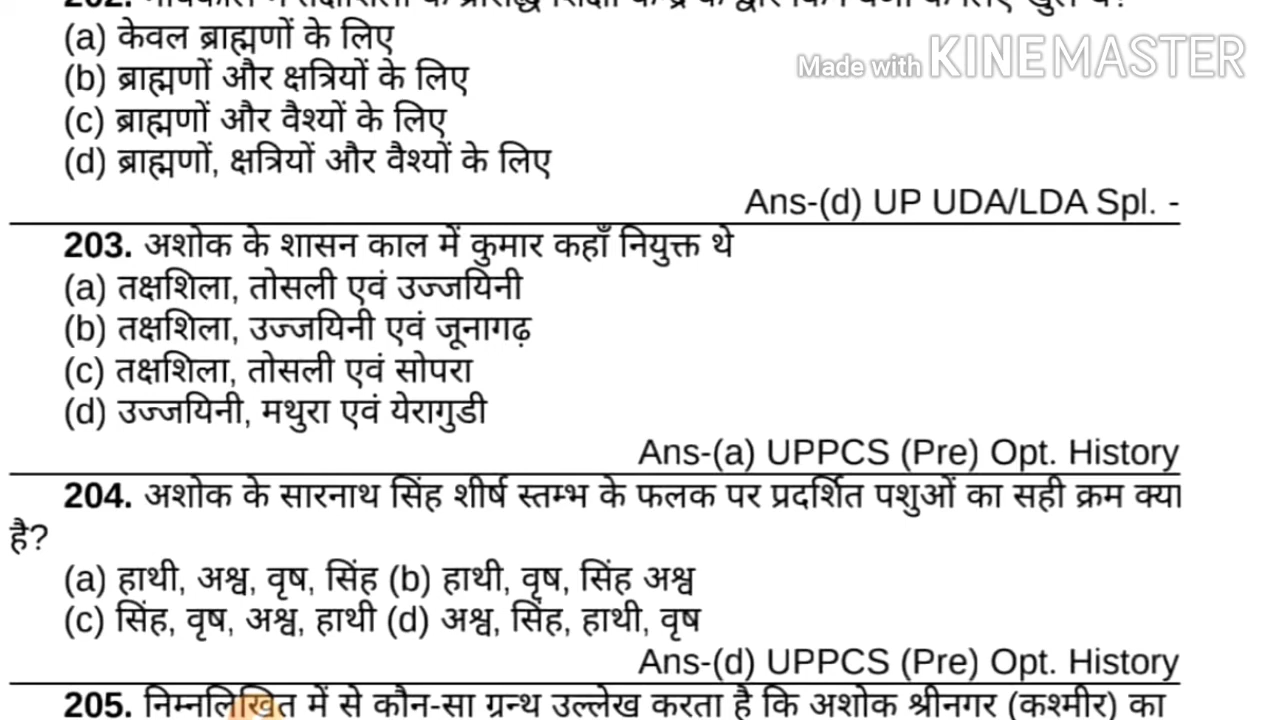 (a) केवल ब्राह्मणों के लिए
Made with KINEMASTER
(b) ब्राह्मणों और क्षत्रियों के लिए
(c) ब्राह्मणों और वैश्यों के लिए
(d) ब्राह्मणों, क्षत्रियों और वैश्यों के लिए
Ans-(d) UP UDA/LDA Spl. -
203. अशोक के शासन काल में कुमार कहाँ नियुक्त थे
(a) तक्षशिला, तोसली एवं उज्जयिनी
(b) तक्षशिला, उज्जयिनी एवं जूनागढ़
(c) तक्षशिला, तोसली एवं सोपरा
(d) उज्जयिनी, मथुरा एवं येरागुडी
Ans-(a) UPPCS (Pre) Opt. History
204. अशोक के सारनाथ सिंह शीर्ष स्तम्भ के फलक पर प्रदर्शित पशुओं का सही क्रम क्या
है?
(a) हाथी, अश्व, वृष, सिंह (b) हाथी, वृष, सिंह अश्व
(c) सिंह, वृष, अश्व, हाथी (d) अश्व, सिंह, हाथी, वृष
Ans-(d) UPPCS (Pre) Opt. History
205. निम्नलिखित में से कौन-सा ग्रन्थ उल्लेख करता है कि अशोक श्रीनगर (कश्मीर) का